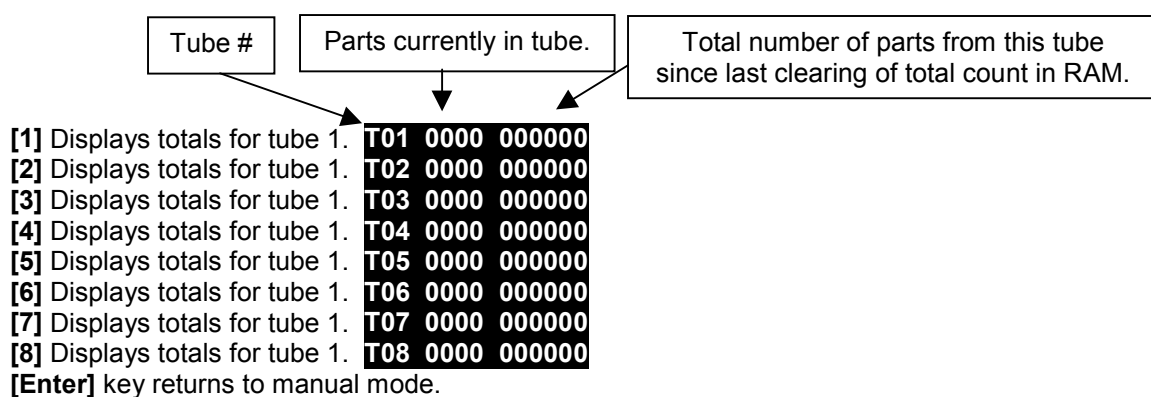 Tube #
Parts currently in tube.
Total number of parts from this tube
since last clearing of total count in RAM.
[1] Displays totals for tube 1. T01 0000 000000
[2] Displays totals for tube 1. T02 0000 000000
[3] Displays totals for tube 1. T03 0000 000000
[4] Displays totals for tube 1. T04 0000 000000
[5] Displays totals for tube 1. T05 0000 000000
[6] Displays totals for tube 1. T06 0000 000000
[7] Displays totals for tube 1. T07 0000 000000
[8] Displays totals for tube 1. T08 0000 000000
[Enter] key returns to manual mode.